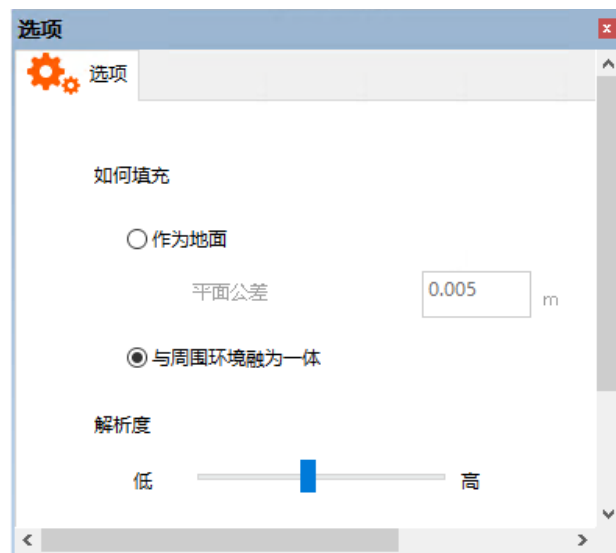 选项
选项
如何填充
作为地面
平面公差 0.005 m
与周围环境融为一体
解析度
低 高